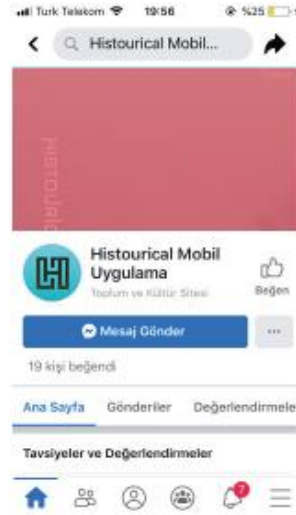 Turk Telekom 19:56 %25
Histourical Mobil...
Histourical Mobil
Uygulama
Toplum ve Kültür Sitesi
Beğen
Mesaj Gönder
19 kişi beğendi
Ana Sayfa Gönderiler Değerlendirmele
Tavsiyeler ve Değerlendirmeler
7